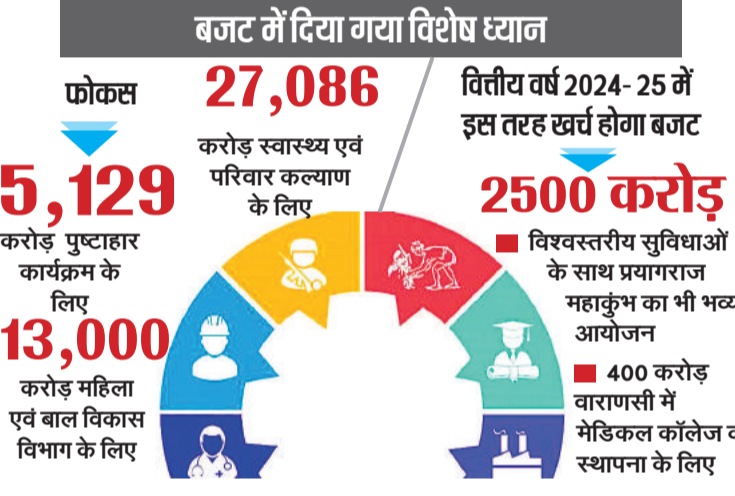 बजट में दिया गया विशेष ध्यान
फोकस
5,129
करोड़ पुष्टाहार
कार्यक्रम के
लिए
13,000
करोड़ महिला
एवं बाल विकास
विभाग के लिए
27,086
करोड़ स्वास्थ्य एवं
परिवार कल्याण
के लिए
वित्तीय वर्ष 2024- 25 में
इस तरह खर्च होगा बजट
2500 करोड़
विश्वस्तरीय सुविधाओं
के साथ प्रयागराज
महाकुंभ का भी भव्य
आयोजन
400 करोड़
वाराणसी में
मेडिकल कॉलेज
स्थापना के लिए